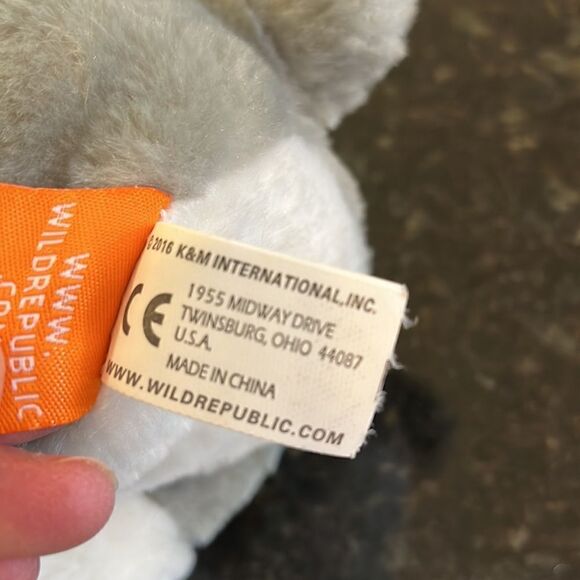 WWW.
WILDREPUBLIC
© 2016 K&M INTERNATIONAL, INC.
CE
1955 MIDWAY DRIVE
TWINSBURG, OHIO 44087
U.S.A.
MADE IN CHINA
WWW.WILDREPUBLIC.COM